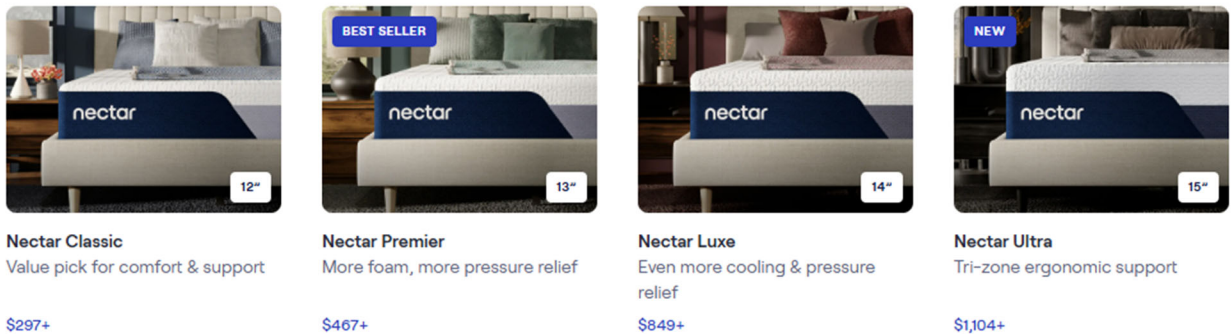 nectar
12"
Nectar Classic
Value pick for comfort & support
$297+
BEST SELLER
nectar
13"
Nectar Premier
More foam, more pressure relief
$467+
nectar
14"
Nectar Luxe
Even more cooling & pressure
relief
$849+
NEW
nectar
15"
Nectar Ultra
Tri-zone ergonomic support
$1,104+